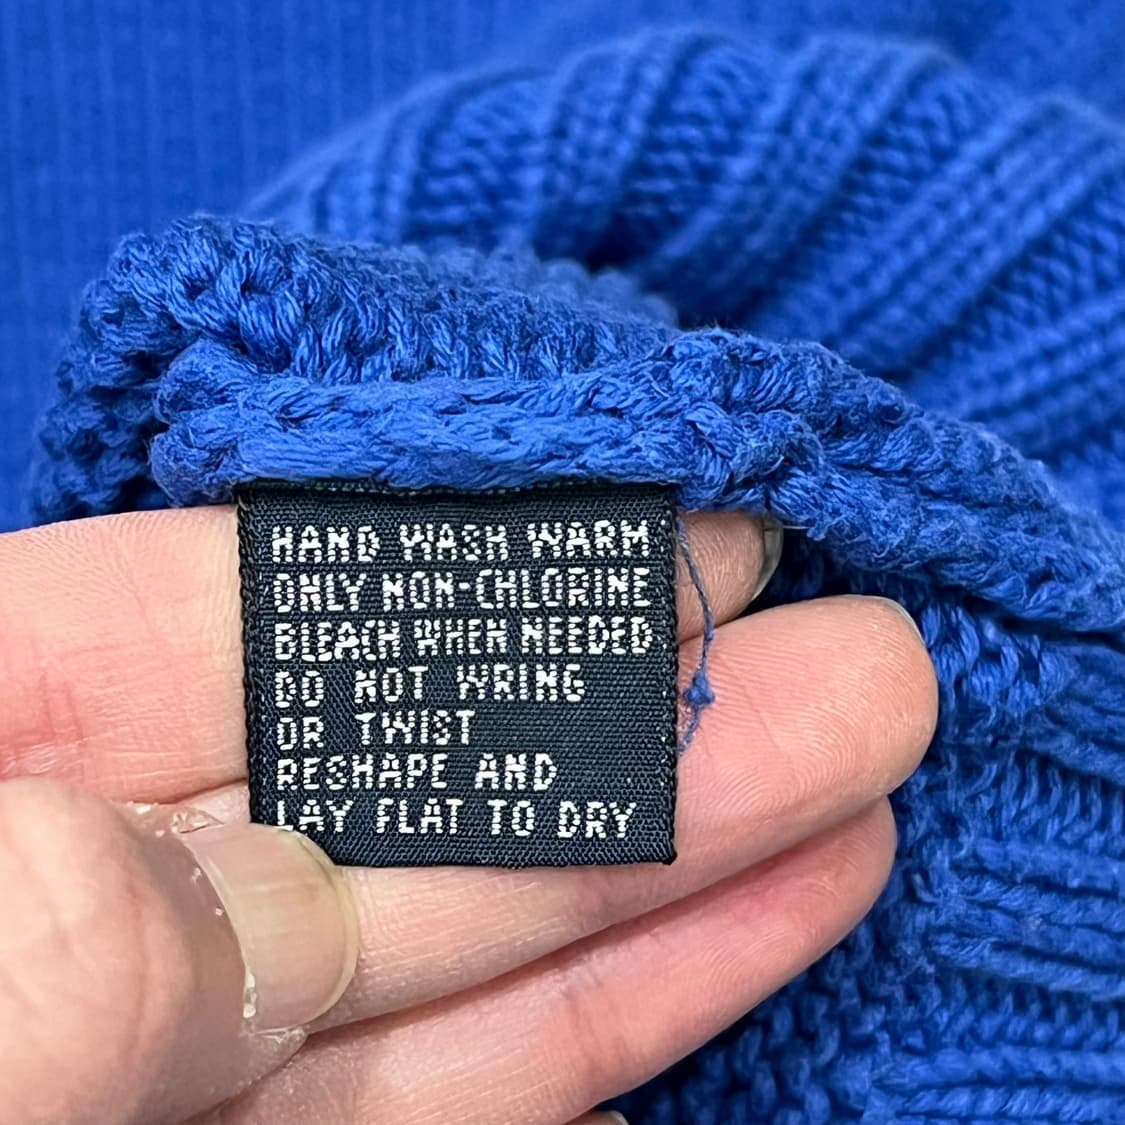 HAND WASH WARM
ONLY NON-CHLORINE
BLEACH WHEN NEEDED
DO NOT WRING
OR TWIST
RESHAPE AND
LAY FLAT TO DRY